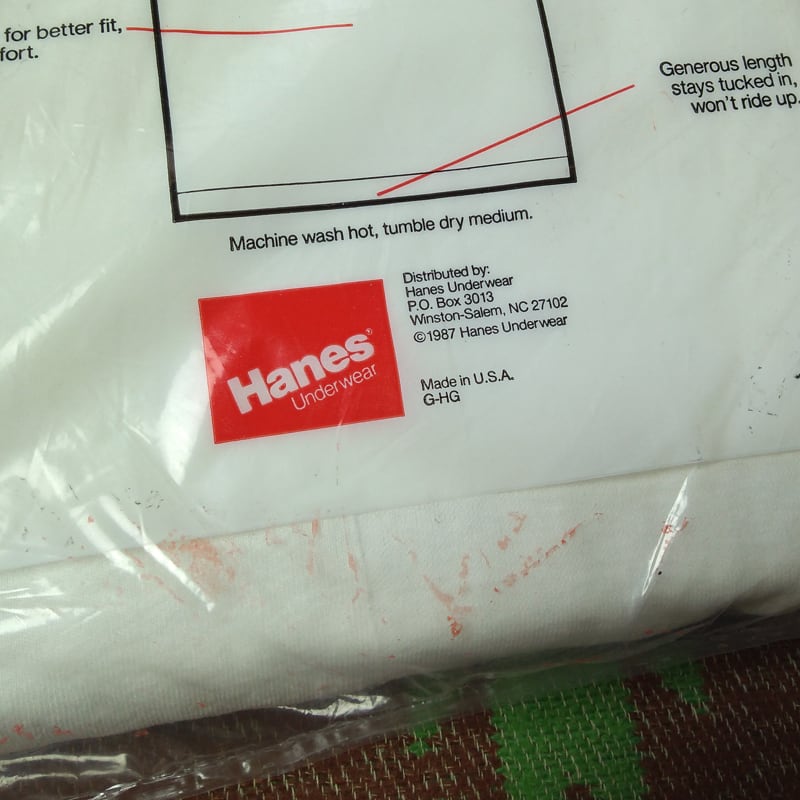 for better fit,
fort.
Generous length
stays tucked in,
won't ride up.
Machine wash hot, tumble dry medium.
Hanes®
Underwear
Distributed by:
Hanes Underwear
P.O. Box 3013
Winston-Salem, NC 27102
©1987 Hanes Underwear
Made in U.S.A.
G-HG